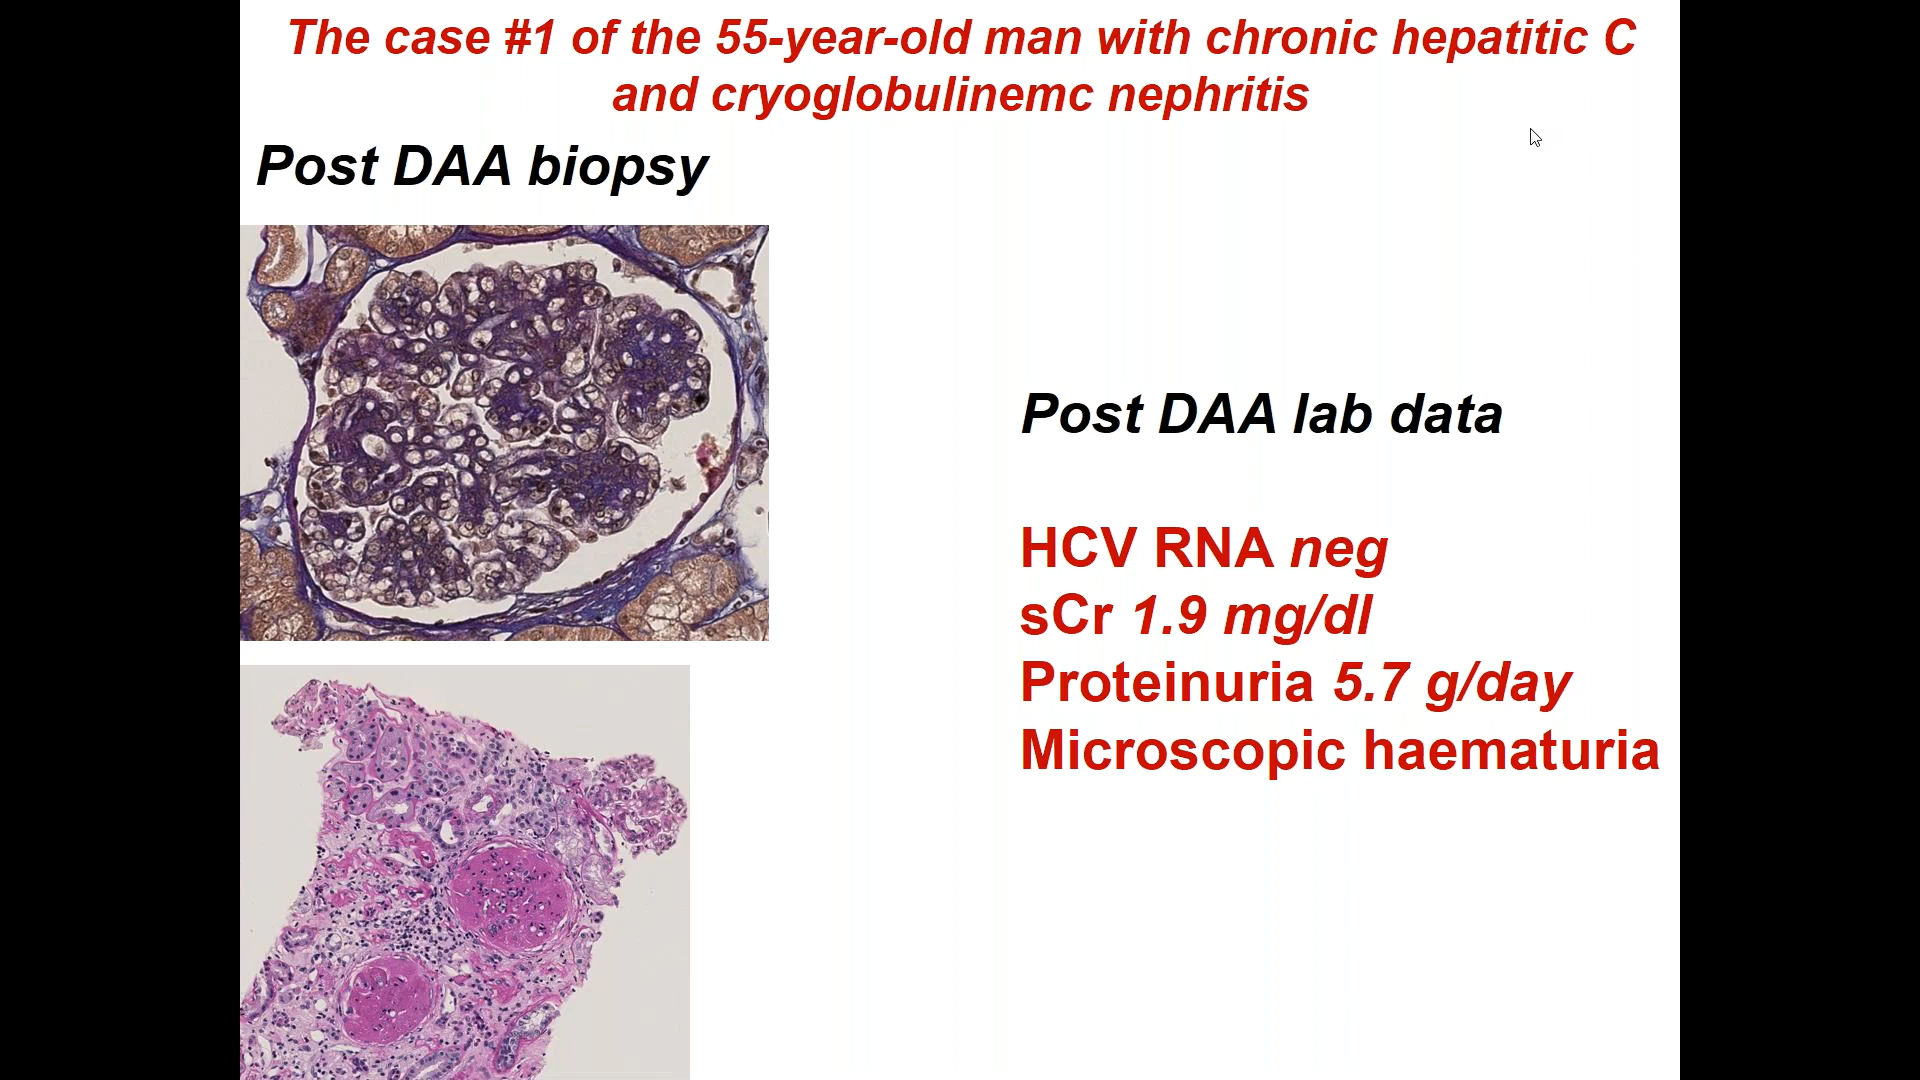 The case #1 of the 55-year-old man with chronic hepatitic C
and cryoglobulinemc nephritis
Post DAA biopsy
Post DAA lab data
HCV RNA neg
sCr 1.9 mg/dl
Proteinuria 5.7 g/day
Microscopic haematuria